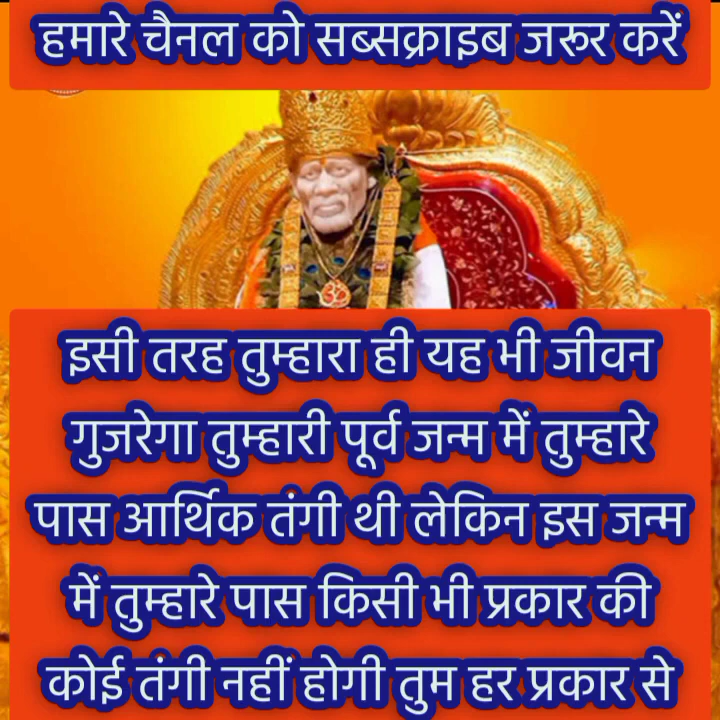 हमारे चैनल को सब्सक्राइब जरूर करें
ॐ
इसी तरह तुम्हारा ही यह भी जीवन
गुजरेगा तुम्हारी पूर्व जन्म में तुम्हारे
पास आर्थिक तंगी थी लेकिन इस जन्म
में तुम्हारे पास किसी भी प्रकार की
कोई तंगी नहीं होगी तुम हर प्रकार से